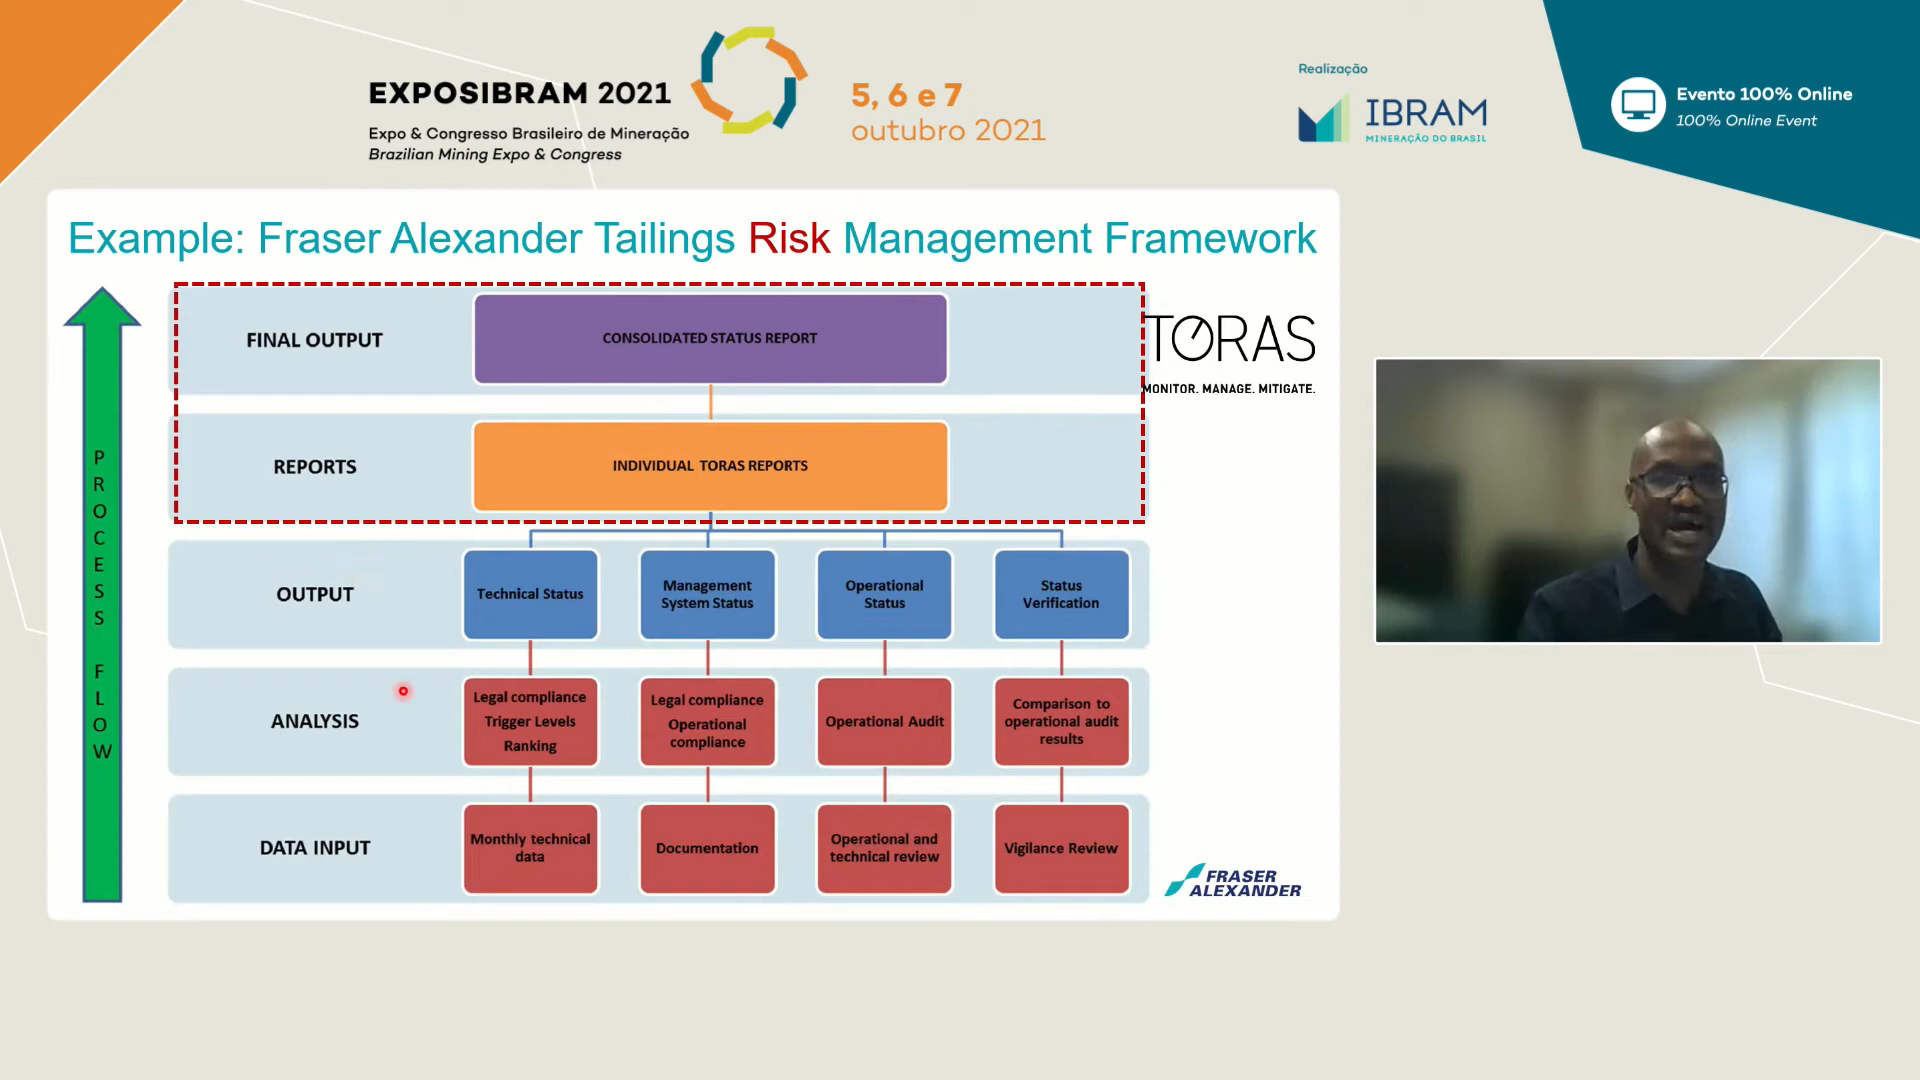 EXPOSIBRAM 2021
Expo & Congresso Brasileiro de Mineração
Brazilian Mining Expo & Congress
5, 6 e 7
outubro 2021
Realização
IBRAM
MINERAÇÃO DO BRASIL
Evento 100% Online
100% Online Event
Example: Fraser Alexander Tailings Risk Management Framework
PROCESS FLOW
FINAL OUTPUT
CONSOLIDATED STATUS REPORT
TORAS
MONITOR. MANAGE. MITIGATE.
REPORTS
INDIVIDUAL TORAS REPORTS
OUTPUT
Technical Status
Management
System Status
Operational
Status
Status
Verification
ANALYSIS
Legal compliance
Trigger Levels
Ranking
Legal compliance
Operational
compliance
Operational Audit
Comparison to
operational audit
results
DATA INPUT
Monthly technical
data
Documentation
Operational and
technical review
Vigilance Review
FRASER
ALEXANDER